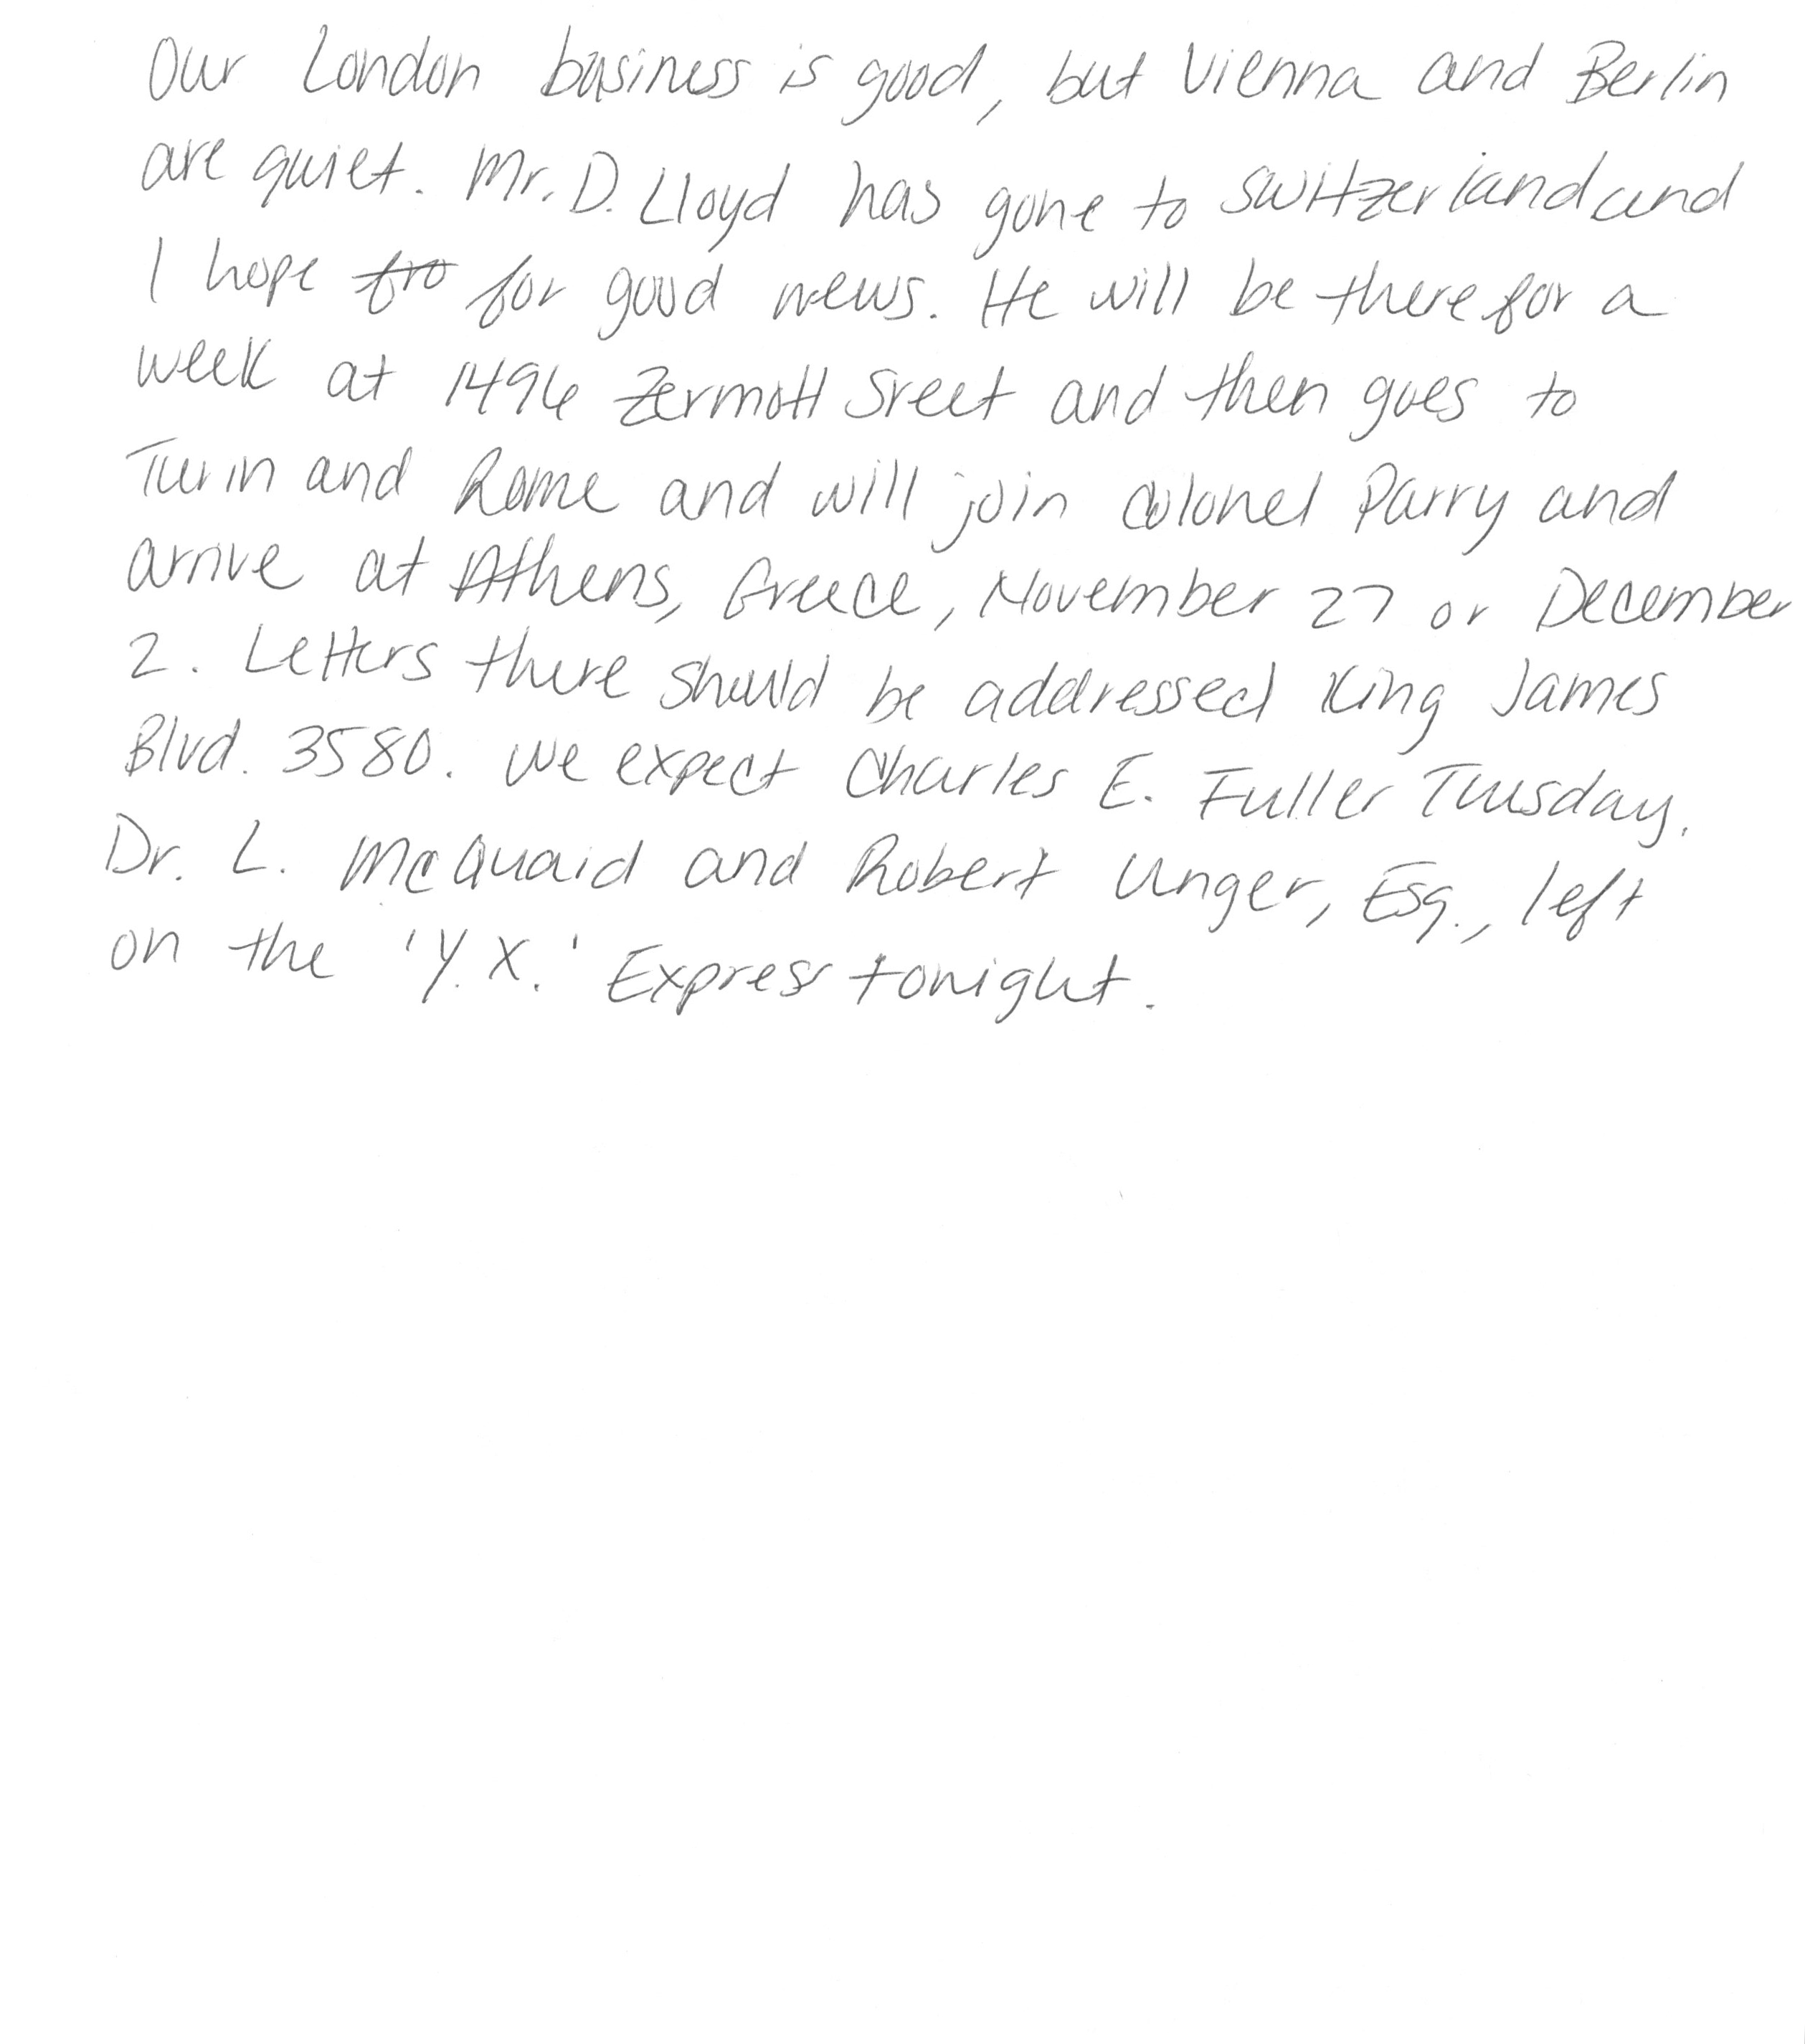 Our London business is good, but Vienna and Berlin
are quiet. Mr. D. Lloyd has gone to Switzerland and
I hope fro for good news. He will be there for a
week at 1496 Zermott Sreet and then goes to
Turin and Rome and will join Colonel Parry and
arrive at Athens, Greece, November 27 or December
2. Letters there should be addressed King James
Blvd. 3580. We expect Charles E. Fuller Tuesday.
Dr. L. McQuaid and Robert Unger, Esq., left
on the 'Y.X.' Express tonight.